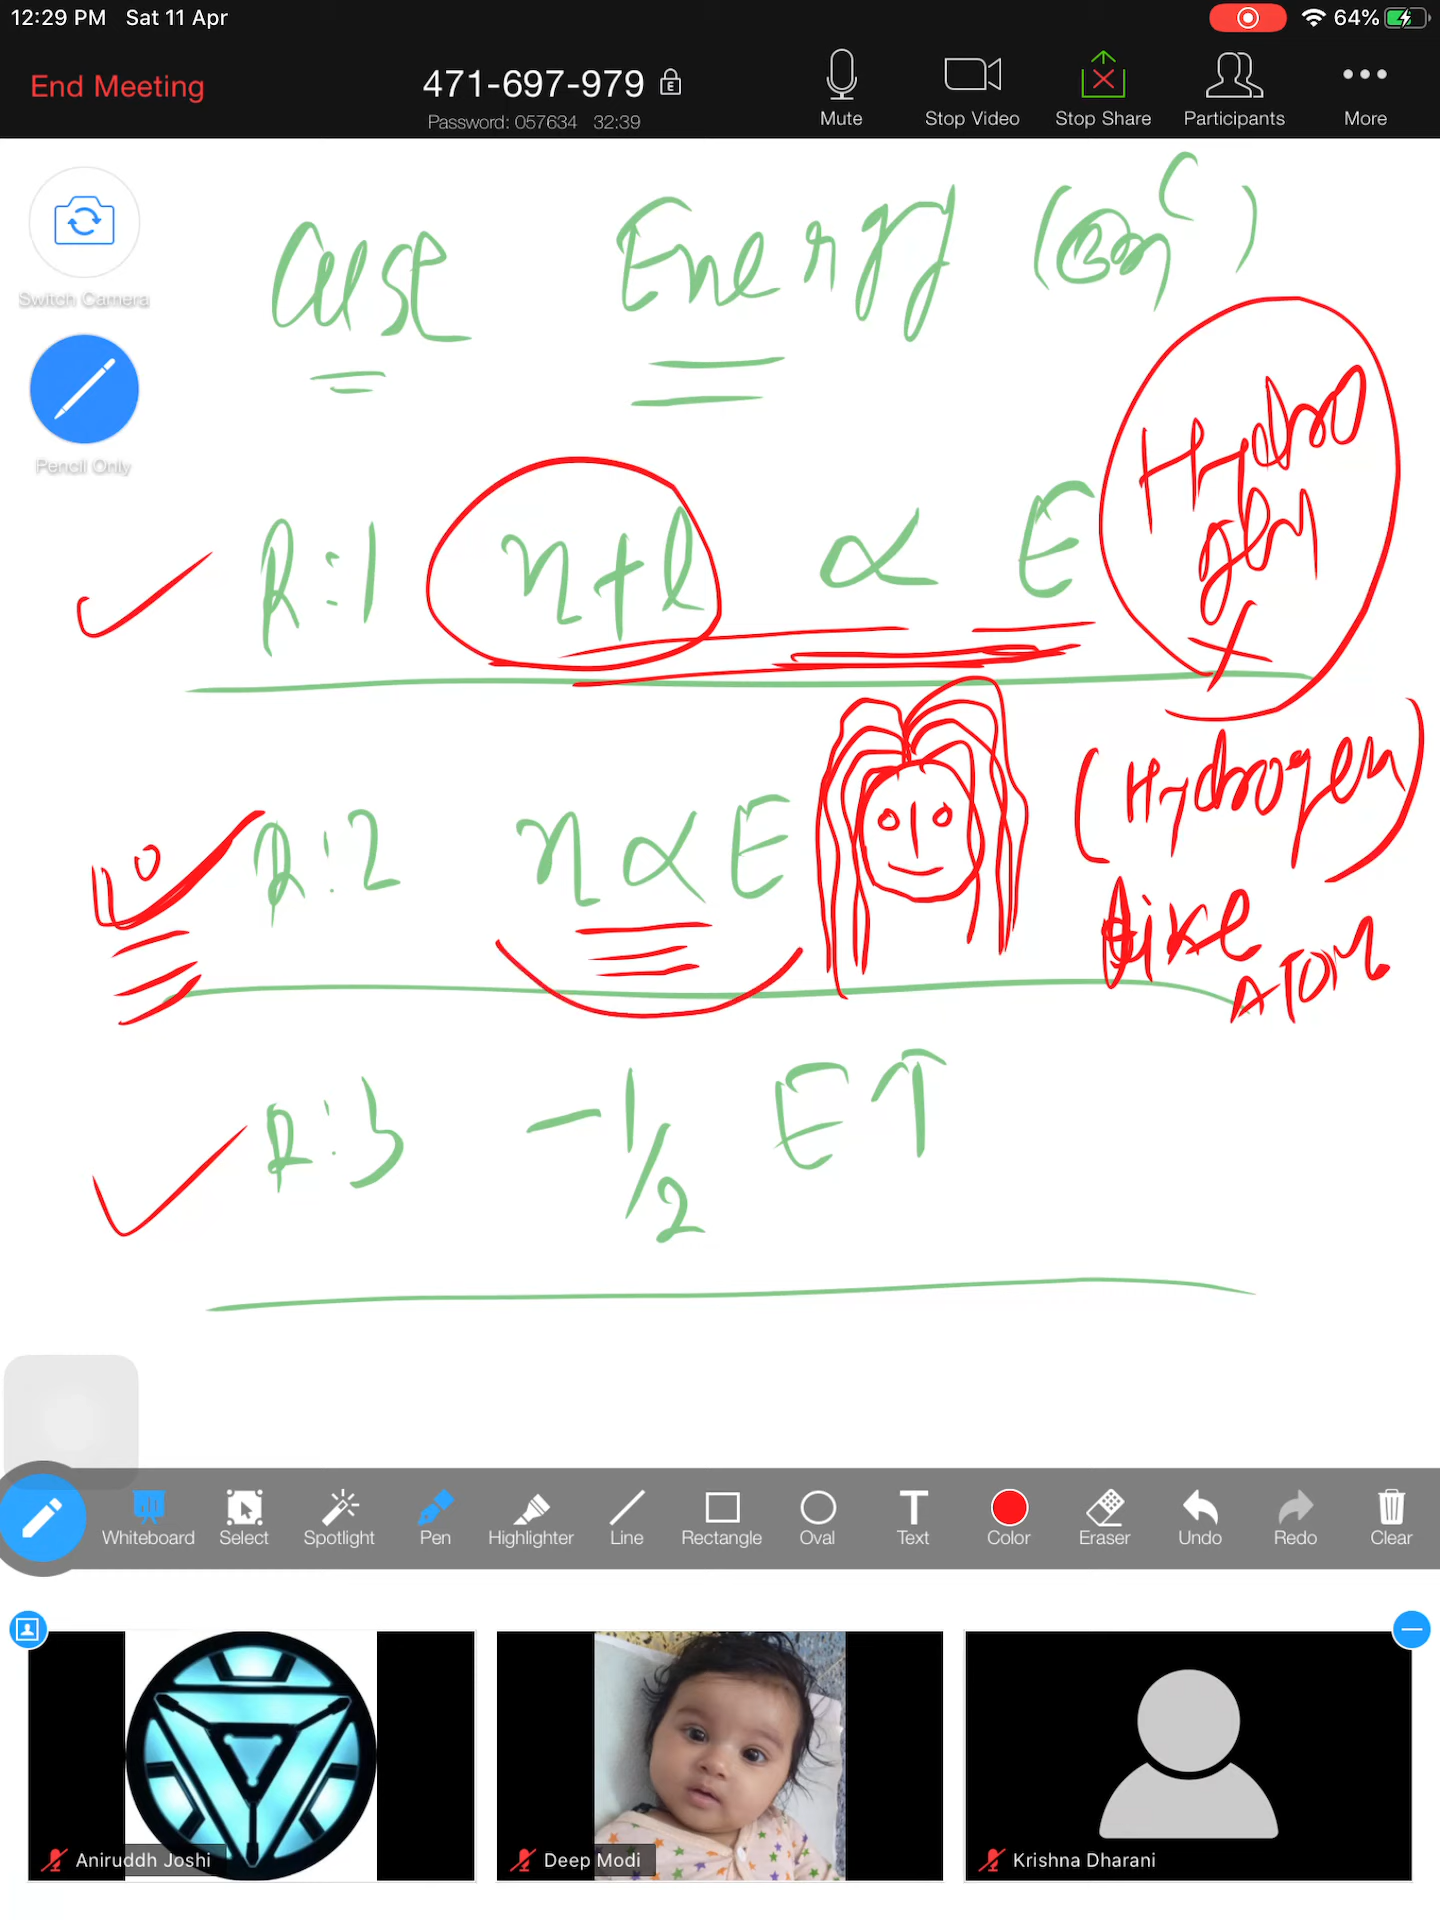 12:29 PM Sat 11 Apr 64%
End Meeting
471-697-979
Password: 057634 32:39
Mute Stop Video Stop Share Participants More
Switch Camera
Pencil Only
Energy
Hydro
gen
X
R:1 n+l ∝ E
(Hydrogen)
R:2 n ∝ E
like
ATOM
R:3 -1/2 E↑
Whiteboard Select Spotlight Pen Highlighter Line Rectangle Oval Text Color Eraser Undo Redo Clear
Aniruddh Joshi
Deep Modi
Krishna Dharani